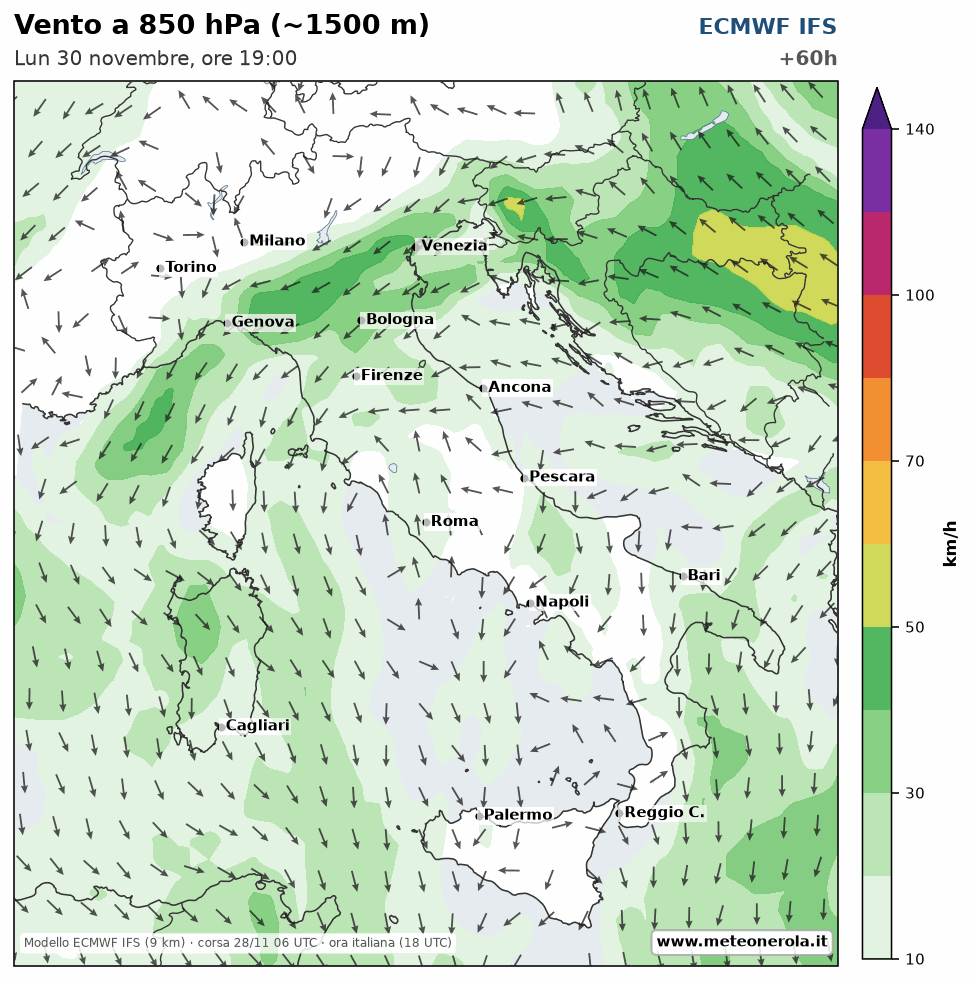 Vento a 850 hPa (~1500 m)
ECMWF IFS
Lun 30 novembre, ore 19:00
+60h
140
Milano
Venezia
Torino
100
Genova
Bologna
Firenze
Ancona
70
Pescara
Roma
km/h
Bari
Napoli
50
Cagliari
30
Palermo
Reggio C.
Modello ECMWF IFS (9 km) · corsa 28/11 06 UTC · ora italiana (18 UTC)
www.meteonerola.it
10